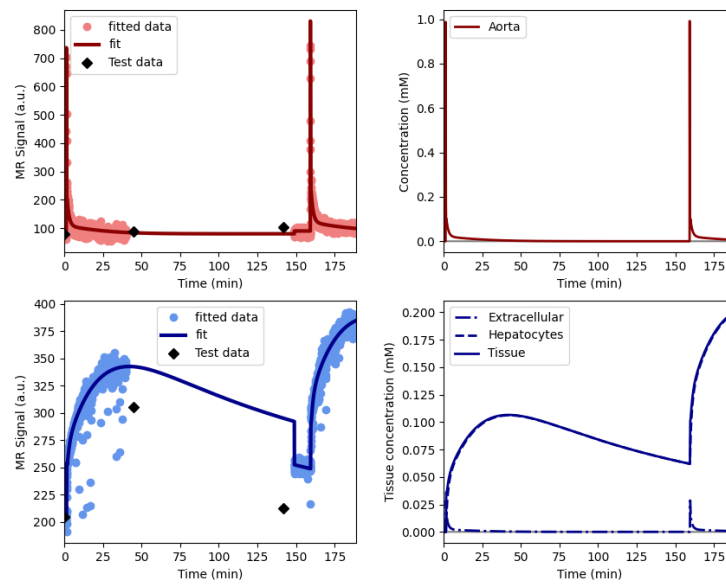 800
700
600
500
400
300
200
100
MR Signal (a.u.)
fitted data
fit
Test data
0 25 50 75 100 125 150 175
Time (min)
1.0
0.8
0.6
0.4
0.2
0.0
Concentration (mM)
Aorta
0 25 50 75 100 125 150 175
Time (min)
400
375
350
325
300
275
250
225
200
MR Signal (a.u.)
fitted data
fit
Test data
0 25 50 75 100 125 150 175
Time (min)
0.200
0.175
0.150
0.125
0.100
0.075
0.050
0.025
0.000
Tissue concentration (mM)
Extracellular
Hepatocytes
Tissue
0 25 50 75 100 125 150 175
Time (min)